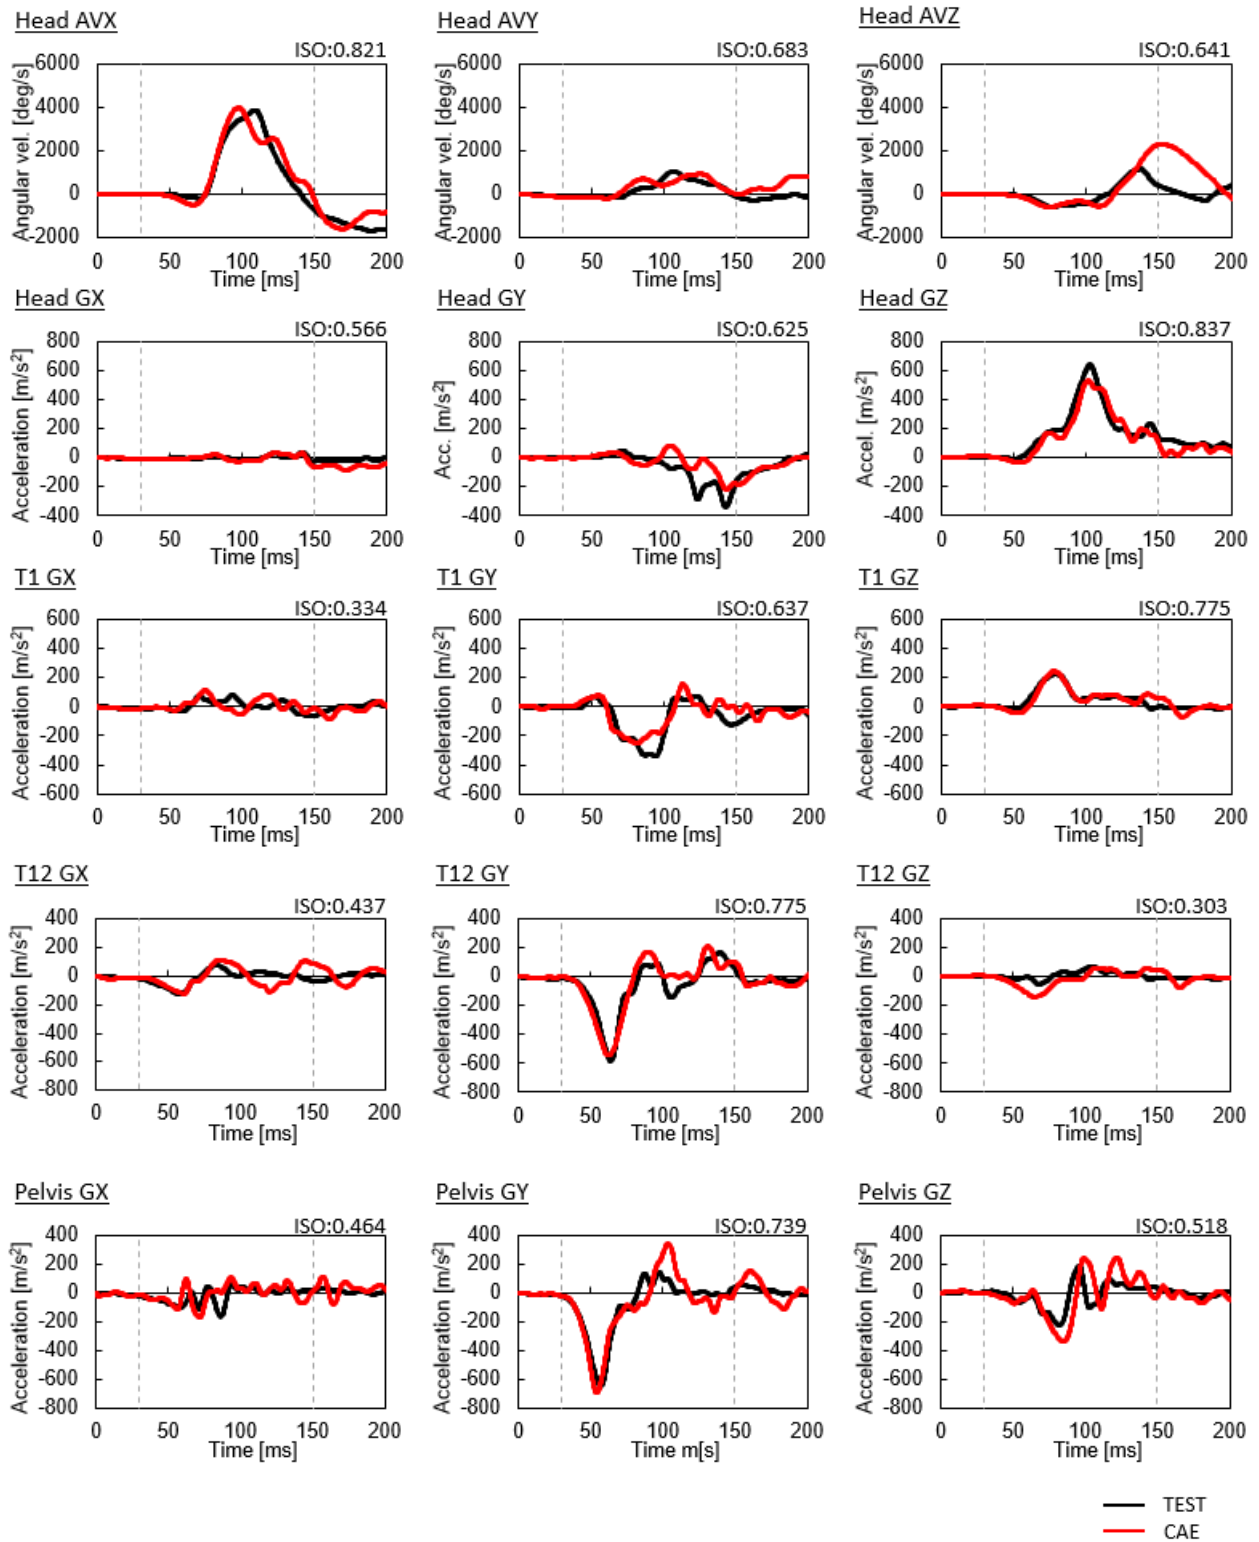 Head AVX
ISO:0.821
Angular vel. [deg/s]
6000
4000
2000
0
-2000
0 50 100 150 200
Time [ms]
Head AVY
ISO:0.683
Angular vel. [deg/s]
6000
4000
2000
0
-2000
0 50 100 150 200
Time [ms]
Head AVZ
ISO:0.641
Angular vel. [deg/s]
6000
4000
2000
0
-2000
0 50 100 150 200
Time [ms]
Head GX
ISO:0.566
Acceleration [m/s²]
800
600
400
200
0
-200
-400
0 50 100 150 200
Time [ms]
Head GY
ISO:0.625
Acc. [m/s²]
800
600
400
200
0
-200
-400
0 50 100 150 200
Time [ms]
Head GZ
ISO:0.837
Accel. [m/s²]
800
600
400
200
0
-200
-400
0 50 100 150 200
Time [ms]
T1 GX
ISO:0.334
Acceleration [m/s²]
600
400
200
0
-200
-400
-600
0 50 100 150 200
Time [ms]
T1 GY
ISO:0.637
Acceleration [m/s²]
600
400
200
0
-200
-400
-600
0 50 100 150 200
Time [ms]
T1 GZ
ISO:0.775
Acceleration [m/s²]
600
400
200
0
-200
-400
-600
0 50 100 150 200
Time [ms]
T12 GX
ISO:0.437
Acceleration [m/s²]
400
200
0
-200
-400
-600
-800
0 50 100 150 200
Time [ms]
T12 GY
ISO:0.775
Acceleration [m/s²]
400
200
0
-200
-400
-600
-800
0 50 100 150 200
Time [ms]
T12 GZ
ISO:0.303
Acceleration [m/s²]
400
200
0
-200
-400
-600
-800
0 50 100 150 200
Time [ms]
Pelvis GX
ISO:0.464
Acceleration [m/s²]
400
200
0
-200
-400
-600
-800
0 50 100 150 200
Time [ms]
Pelvis GY
ISO:0.739
Acceleration [m/s²]
400
200
0
-200
-400
-600
-800
0 50 100 150 200
Time m[s]
Pelvis GZ
ISO:0.518
Acceleration [m/s²]
400
200
0
-200
-400
-600
-800
0 50 100 150 200
Time [ms]
TEST
CAE